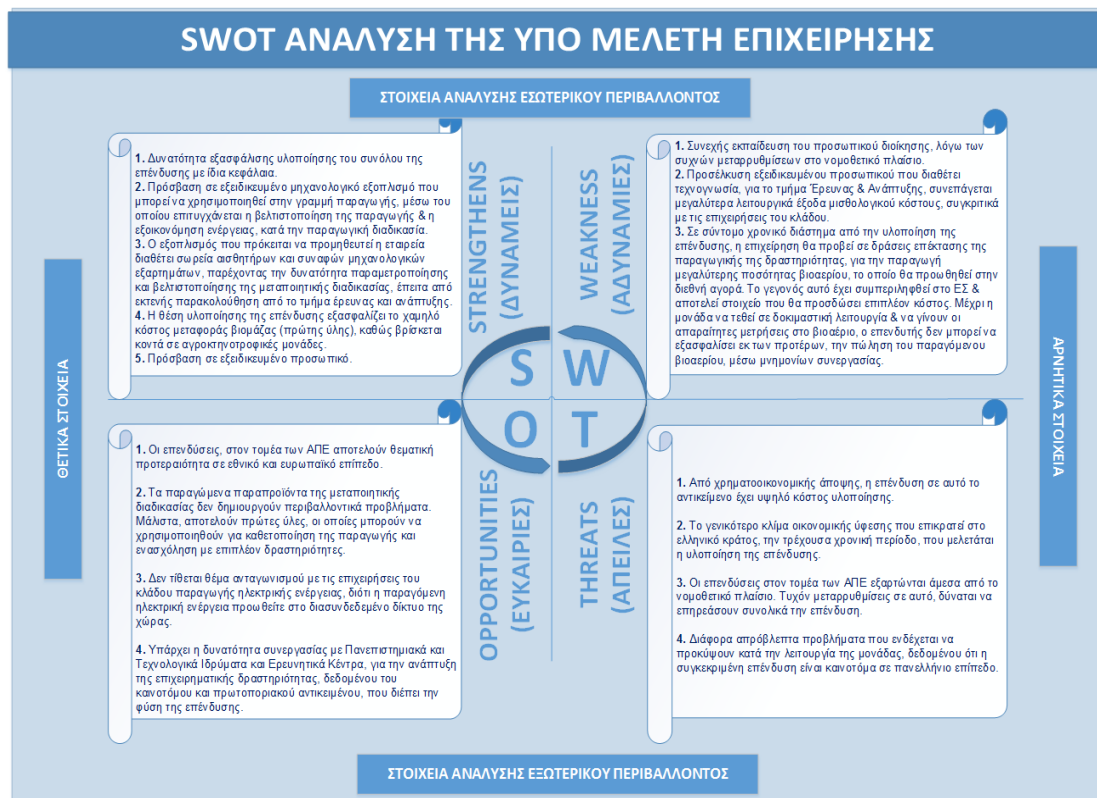 SWOT ΑΝΑΛΥΣΗ ΤΗΣ ΥΠΟ ΜΕΛΕΤΗ ΕΠΙΧΕΙΡΗΣΗΣ
ΣΤΟΙΧΕΙΑ ΑΝΑΛΥΣΗΣ ΕΣΩΤΕΡΙΚΟΥ ΠΕΡΙΒΑΛΛΟΝΤΟΣ
ΘΕΤΙΚΑ ΣΤΟΙΧΕΙΑ
1. Δυνατότητα εξασφάλισης υλοποίησης του συνόλου της
επένδυσης με ίδια κεφάλαια.
2. Πρόσβαση σε εξειδικευμένο μηχανολογικό εξοπλισμό που
μπορεί να χρησιμοποιηθεί στην γραμμή παραγωγής, μέσω του
οποίου επιτυγχάνεται η βελτιστοποίηση της παραγωγής & η
εξοικονόμηση ενέργειας, κατά την παραγωγική διαδικασία.
3. Ο εξοπλισμός που πρόκειται να προμηθευτεί η εταιρεία
διαθέτει σωρεία αισθητήρων και συναφών μηχανολογικών
εξαρτημάτων, παρέχοντας την δυνατότητα παραμετροποίησης
και βελτιστοποίησης της μεταποιητικής διαδικασίας, έπειτα από
εκτενής παρακολούθηση από το τμήμα έρευνας και ανάπτυξης.
4. Η θέση υλοποίησης της επένδυσης εξασφαλίζει το χαμηλό
κόστος μεταφοράς βιομάζας (πρώτης ύλης), καθώς βρίσκεται
κοντά σε αγροκτηνοτροφικές μονάδες.
5. Πρόσβαση σε εξειδικευμένο προσωπικό.
STRENGTHENS
(ΔΥΝΑΜΕΙΣ)
WEAKNESS
(ΑΔΥΝΑΜΙΕΣ)
1. Συνεχής εκπαίδευση του προσωπικού διοίκησης, λόγω των
συχνών μεταρρυθμίσεων στο νομοθετικό πλαίσιο.
2. Προσέλκυση εξειδικευμένου προσωπικού που διαθέτει
τεχνογνωσία, για το τμήμα Έρευνας & Ανάπτυξης, συνεπάγεται
μεγαλύτερα λειτουργικά έξοδα μισθολογικού κόστους, συγκριτικά
με τις επιχειρήσεις του κλάδου.
3. Σε σύντομο χρονικό διάστημα από την υλοποίηση της
επένδυσης, η επιχείρηση θα προβεί σε δράσεις επέκτασης της
παραγωγικής της δραστηριότητας, για την παραγωγή
μεγαλύτερης ποσότητας βιοαερίου, το οποίο θα προωθηθεί στην
διεθνή αγορά. Το γεγονός αυτό έχει συμπεριληφθεί στο ΕΣ &
αποτελεί στοιχείο που θα προσδώσει επιπλέον κόστος. Μέχρι η
μονάδα να τεθεί σε δοκιμαστική λειτουργία & να γίνουν οι
απαραίτητες μετρήσεις στο βιοαέριο, ο επενδυτής δεν μπορεί να
εξασφαλίσει εκ των προτέρων, την πώληση του παραγόμενου
βιοαερίου, μέσω μνημονίων συνεργασίας.
ΑΡΝΗΤΙΚΑ ΣΤΟΙΧΕΙΑ
S W
O T
1. Οι επενδύσεις, στον τομέα των ΑΠΕ αποτελούν θεματική
προτεραιότητα σε εθνικό και ευρωπαϊκό επίπεδο.
2. Τα παραγώμενα παραπροϊόντα της μεταποιητικής
διαδικασίας δεν δημιουργούν περιβαλλοντικά προβλήματα.
Μάλιστα, αποτελούν πρώτες ύλες, οι οποίες μπορούν να
χρησιμοποιηθούν για καθετοποίηση της παραγωγής και
ενασχόληση με επιπλέον δραστηριότητες.
3. Δεν τίθεται θέμα ανταγωνισμού με τις επιχειρήσεις του
κλάδου παραγωγής ηλεκτρικής ενέργειας, διότι η παραγόμενη
ηλεκτρική ενέργεια προωθείτε στο διασυνδεδεμένο δίκτυο της
χώρας.
4. Υπάρχει η δυνατότητα συνεργασίας με Πανεπιστημιακά και
Τεχνολογικά Ιδρύματα και Ερευνητικά Κέντρα, για την ανάπτυξη
της επιχειρηματικής δραστηριότητας, δεδομένου του
καινοτόμου και πρωτοποριακού αντικειμένου, που διέπει την
φύση της επένδυσης.
OPPORTUNITIES
(ΕΥΚΑΙΡΙΕΣ)
THREATS
(ΑΠΕΙΛΕΣ)
1. Από χρηματοοικονομικής άποψης, η επένδυση σε αυτό το
αντικείμενο έχει υψηλό κόστος υλοποίησης.
2. Το γενικότερο κλίμα οικονομικής ύφεσης που επικρατεί στο
ελληνικό κράτος, την τρέχουσα χρονική περίοδο, που μελετάται
η υλοποίηση της επένδυσης.
3. Οι επενδύσεις στον τομέα των ΑΠΕ εξαρτώνται άμεσα από το
νομοθετικό πλαίσιο. Τυχόν μεταρρυθμίσεις σε αυτό, δύναται να
επηρεάσουν συνολικά την επένδυση.
4. Διάφορα απρόβλεπτα προβλήματα που ενδέχεται να
προκύψουν κατά την λειτουργία της μονάδας, δεδομένου ότι η
συγκεκριμένη επένδυση είναι καινοτόμα σε πανελλήνιο επίπεδο.
ΣΤΟΙΧΕΙΑ ΑΝΑΛΥΣΗΣ ΕΞΩΤΕΡΙΚΟΥ ΠΕΡΙΒΑΛΛΟΝΤΟΣ